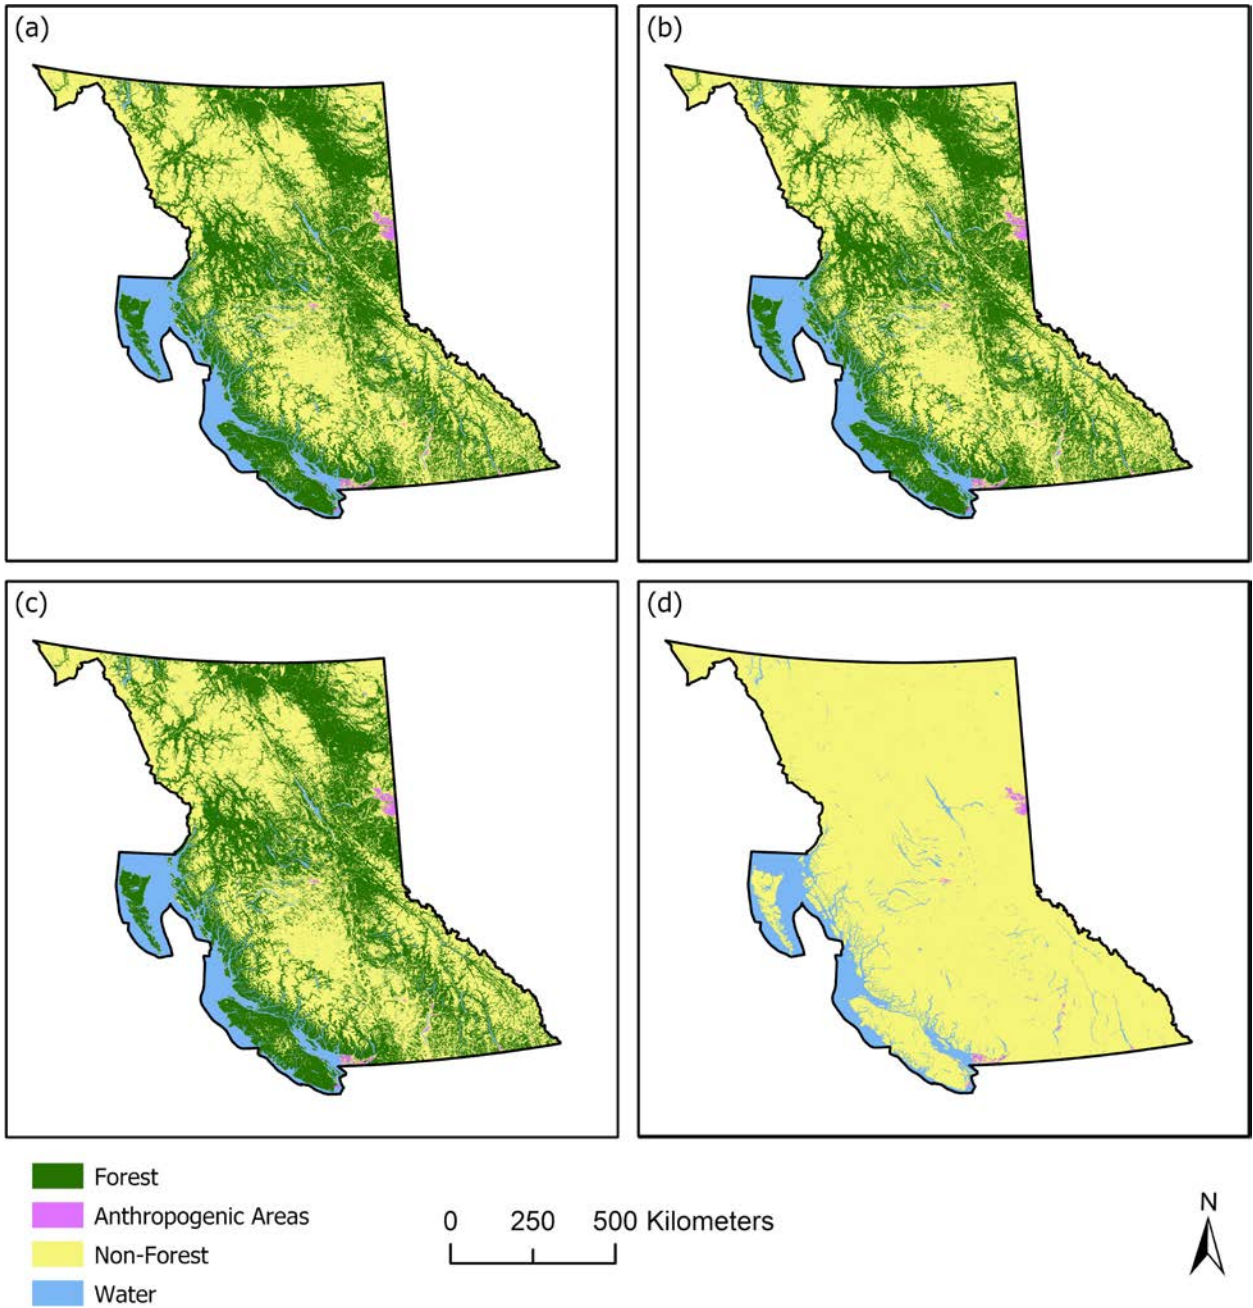 (a)
(b)
(c)
(d)
Forest
Anthropogenic Areas
Non-Forest
Water
0 250 500 Kilometers
N